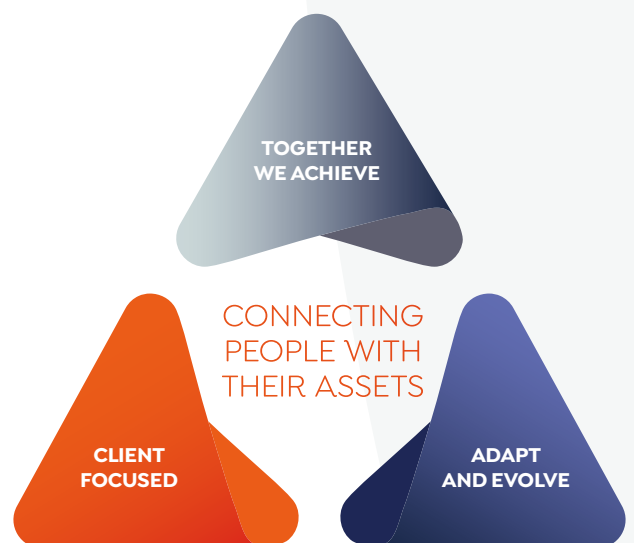 TOGETHER
WE ACHIEVE
CONNECTING
PEOPLE WITH
THEIR ASSETS
CLIENT
FOCUSED
ADAPT
AND EVOLVE